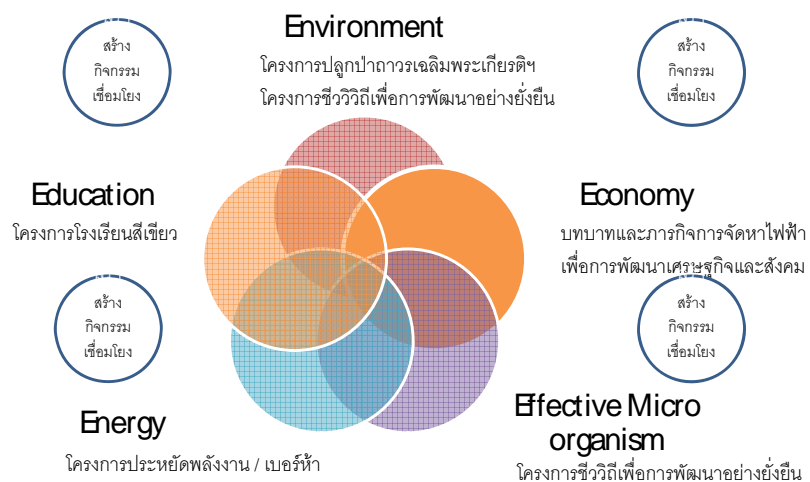 Environment
สร้าง
กิจกรรม
เชื่อมโยง
โครงการปลูกป่าถาวรเฉลิมพระเกียรติฯ
โครงการชีววิวิถีเพื่อการพัฒนาอย่างยั่งยืน
สร้าง
กิจกรรม
เชื่อมโยง
Education
โครงการโรงเรียนสีเขียว
Economy
บทบาทและภารกิจการจัดหาไฟฟ้า
เพื่อการพัฒนาเศรษฐกิจและสังคม
สร้าง
กิจกรรม
เชื่อมโยง
สร้าง
กิจกรรม
เชื่อมโยง
Energy
โครงการประหยัดพลังงาน / เบอร์ห้า
Effective Micro
organism
โครงการชีววิถีเพื่อการพัฒนาอย่างยั่งยืน